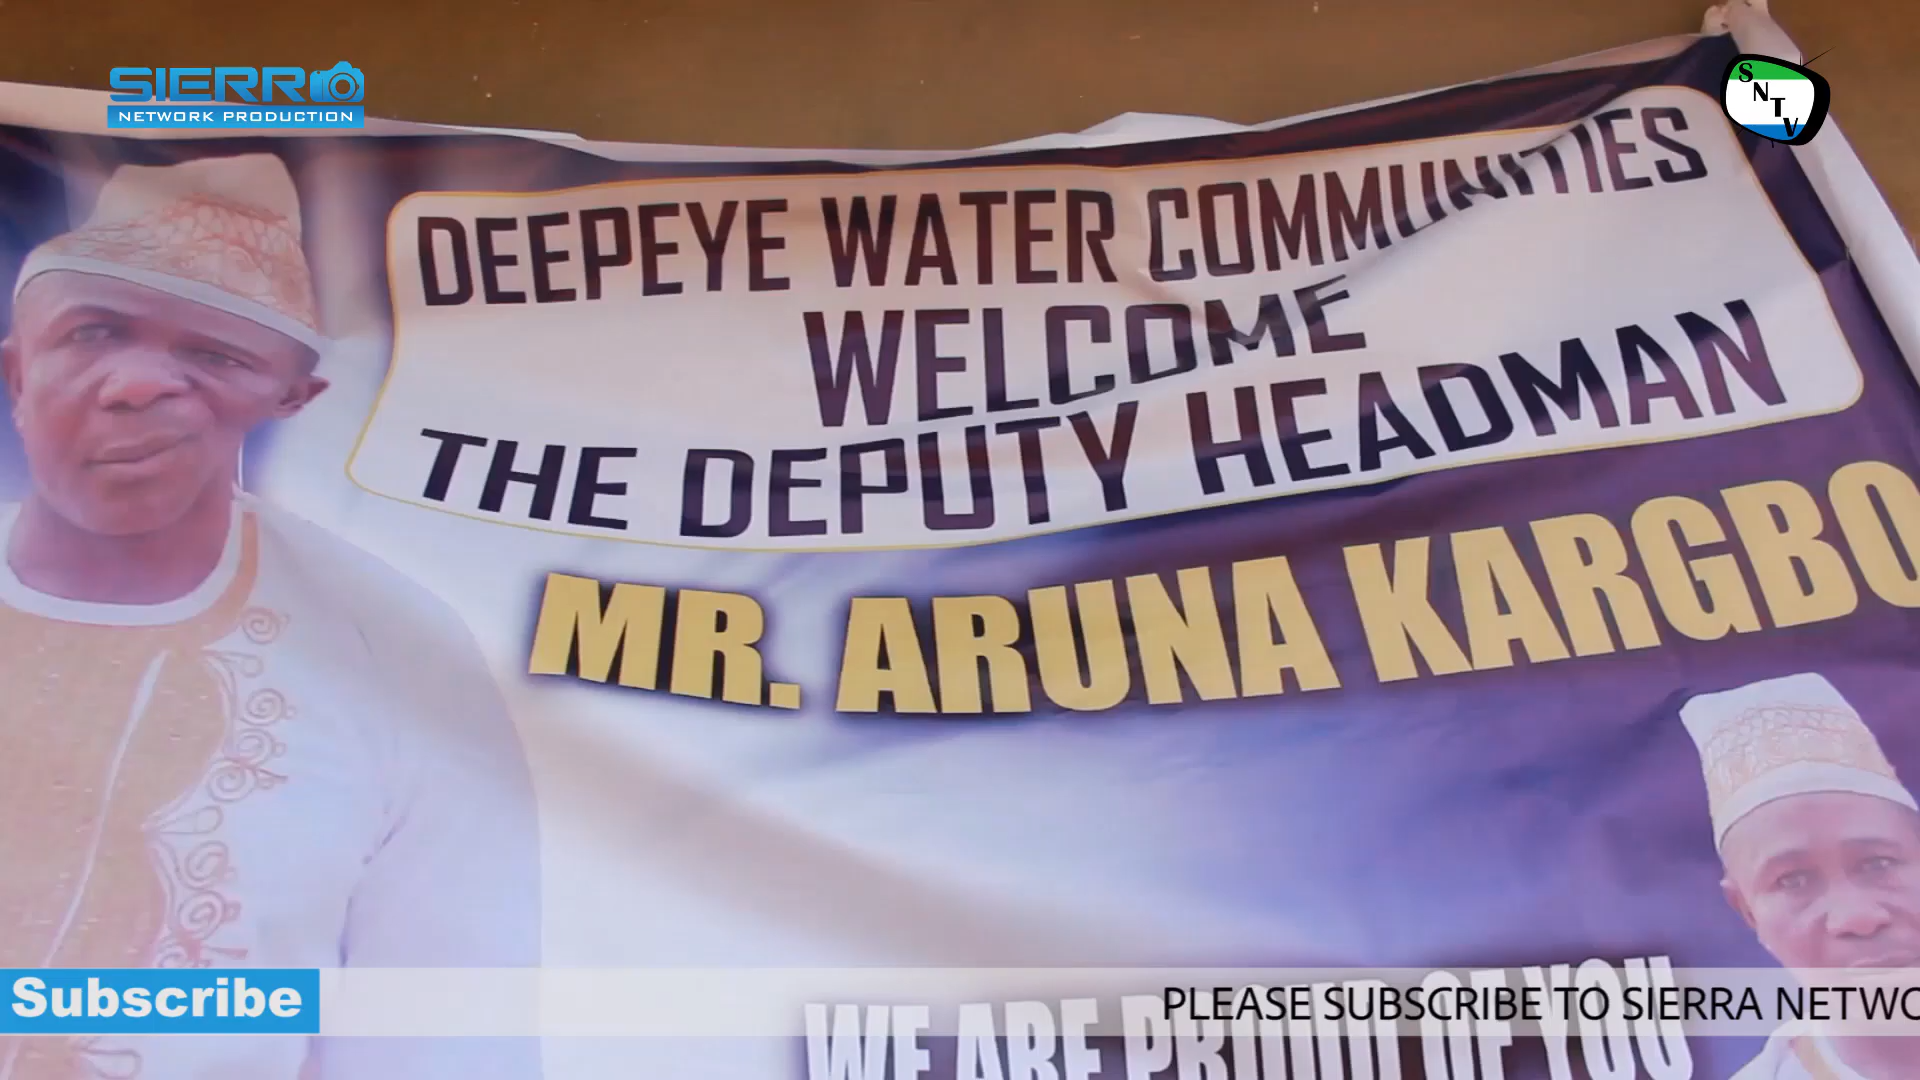 SIERRA
NETWORK PRODUCTION
SNTV
DEEPEYE WATER COMMUNITIES
WELCOME
THE DEPUTY HEADMAN
MR. ARUNA KARGBO
WE ARE PROUD OF YOU
Subscribe
PLEASE SUBSCRIBE TO SIERRA NETWO